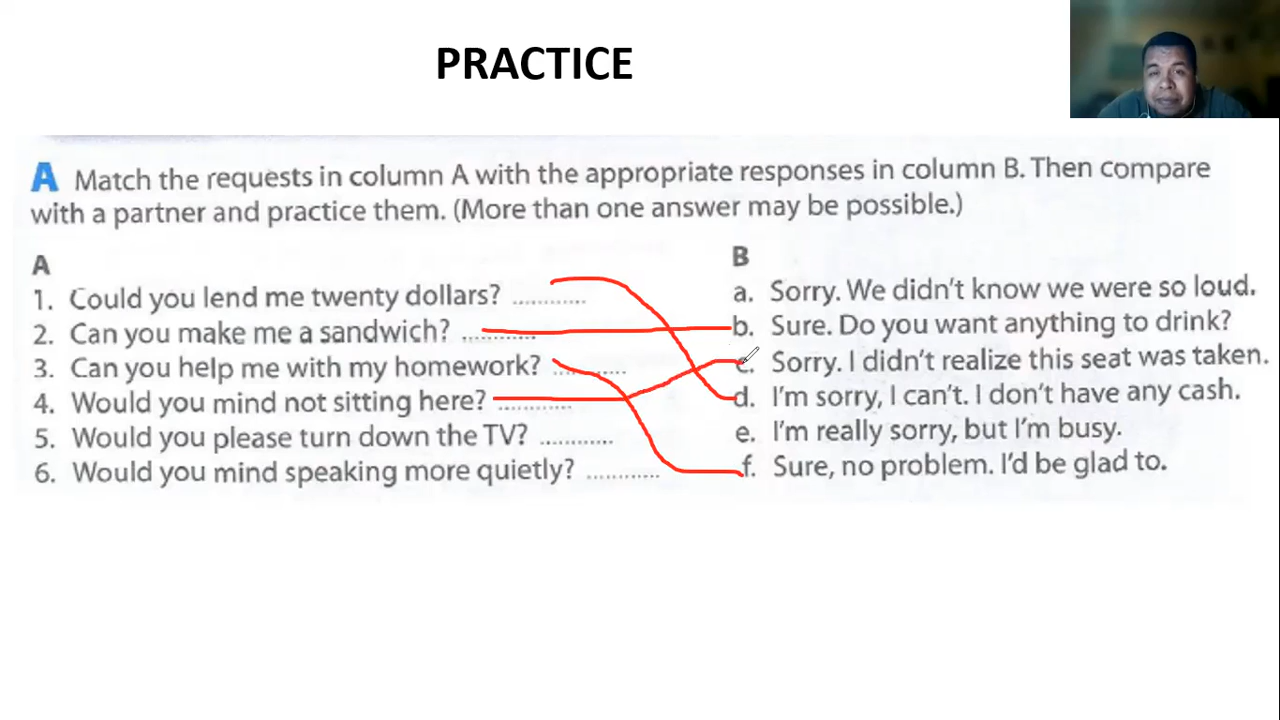 PRACTICE
A Match the requests in column A with the appropriate responses in column B. Then compare
with a partner and practice them. (More than one answer may be possible.)
A
1. Could you lend me twenty dollars? ............
2. Can you make me a sandwich? ............
3. Can you help me with my homework? ............
4. Would you mind not sitting here? ............
5. Would you please turn down the TV? ............
6. Would you mind speaking more quietly? ............
B
a. Sorry. We didn't know we were so loud.
b. Sure. Do you want anything to drink?
c. Sorry. I didn't realize this seat was taken.
d. I'm sorry, I can't. I don't have any cash.
e. I'm really sorry, but I'm busy.
f. Sure, no problem. I'd be glad to.